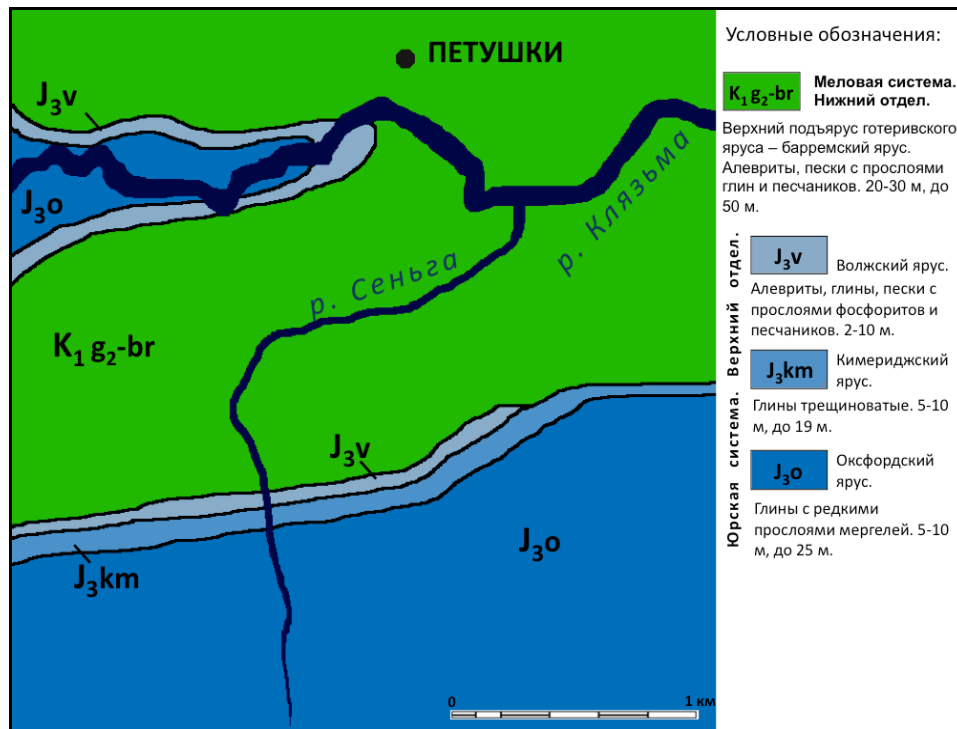 ПЕТУШКИ
J₃v
J₃o
р. Клязьма
р. Сеньга
K₁ g₂-br
J₃v
J₃o
J₃km
0
1 км
Условные обозначения:
K₁ g₂-br
Меловая система.
Нижний отдел.
Верхний подъярус готеривского
яруса – барремский ярус.
Алевриты, пески с прослоями
глин и песчаников. 20-30 м, до
50 м.
Юрская система. Верхний отдел.
J₃v
Волжский ярус.
Алевриты, глины, пески с
прослоями фосфоритов и
песчаников. 2-10 м.
J₃km
Кимериджский
ярус.
Глины трещиноватые. 5-10
м, до 19 м.
J₃o
Оксфордский
ярус.
Глины с редкими
прослоями мергелей. 5-10
м, до 25 м.